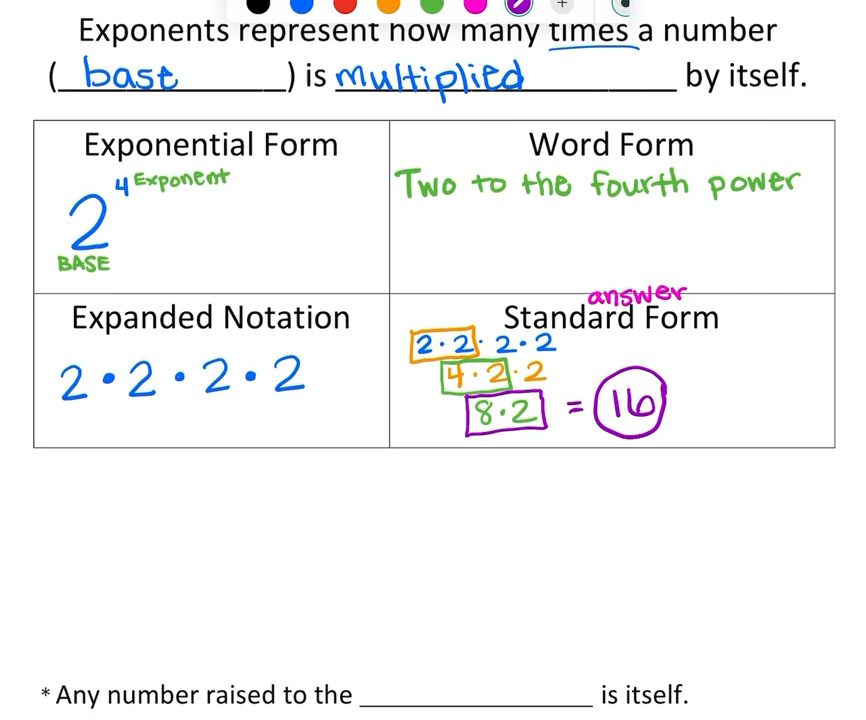 Exponents represent how many times a number
(base) is multiplied by itself.
Exponential Form
4 Exponent
2
BASE
Word Form
Two to the fourth power
Expanded Notation
2 • 2 • 2 • 2
answer
Standard Form
2 · 2 · 2 · 2
4 · 2 · 2
8 · 2 = 16
* Any number raised to the ________________ is itself.